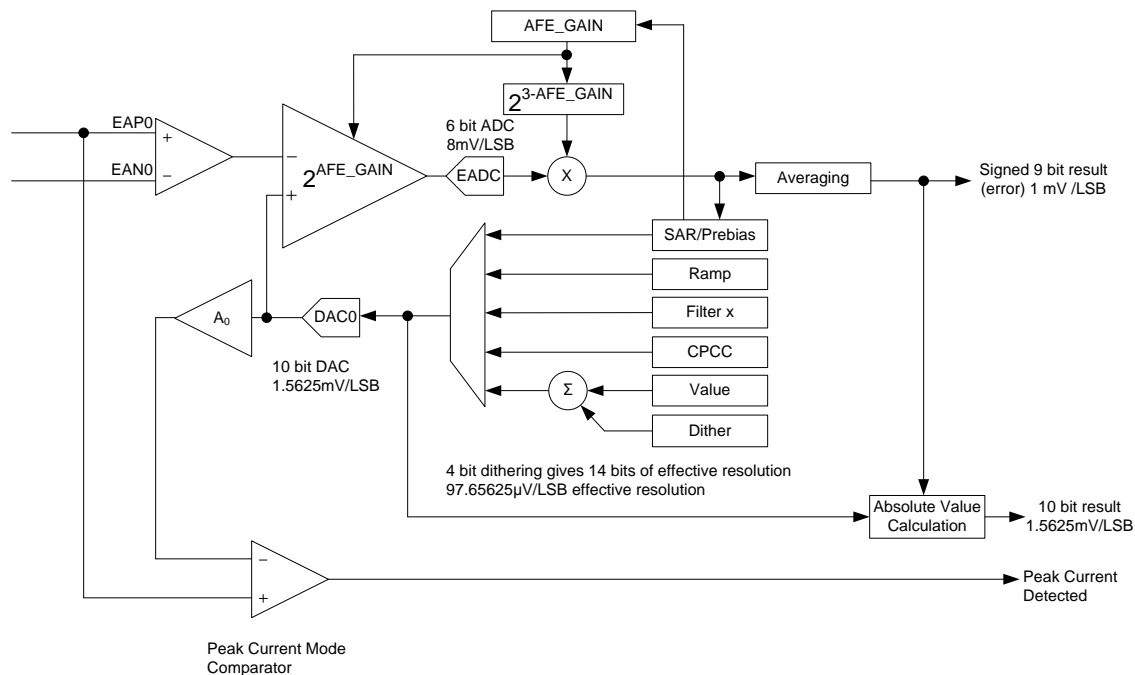 AFE_GAIN
2^3-AFE_GAIN
EAP0
+
EAN0
−
−
2^AFE_GAIN
+
6 bit ADC
8mV/LSB
EADC
X
Averaging
Signed 9 bit result
(error) 1 mV /LSB
SAR/Prebias
Ramp
Filter x
CPCC
Value
Dither
Σ
A₀
DAC0
10 bit DAC
1.5625mV/LSB
4 bit dithering gives 14 bits of effective resolution
97.65625µV/LSB effective resolution
Absolute Value
Calculation
10 bit result
1.5625mV/LSB
−
+
Peak Current
Detected
Peak Current Mode
Comparator